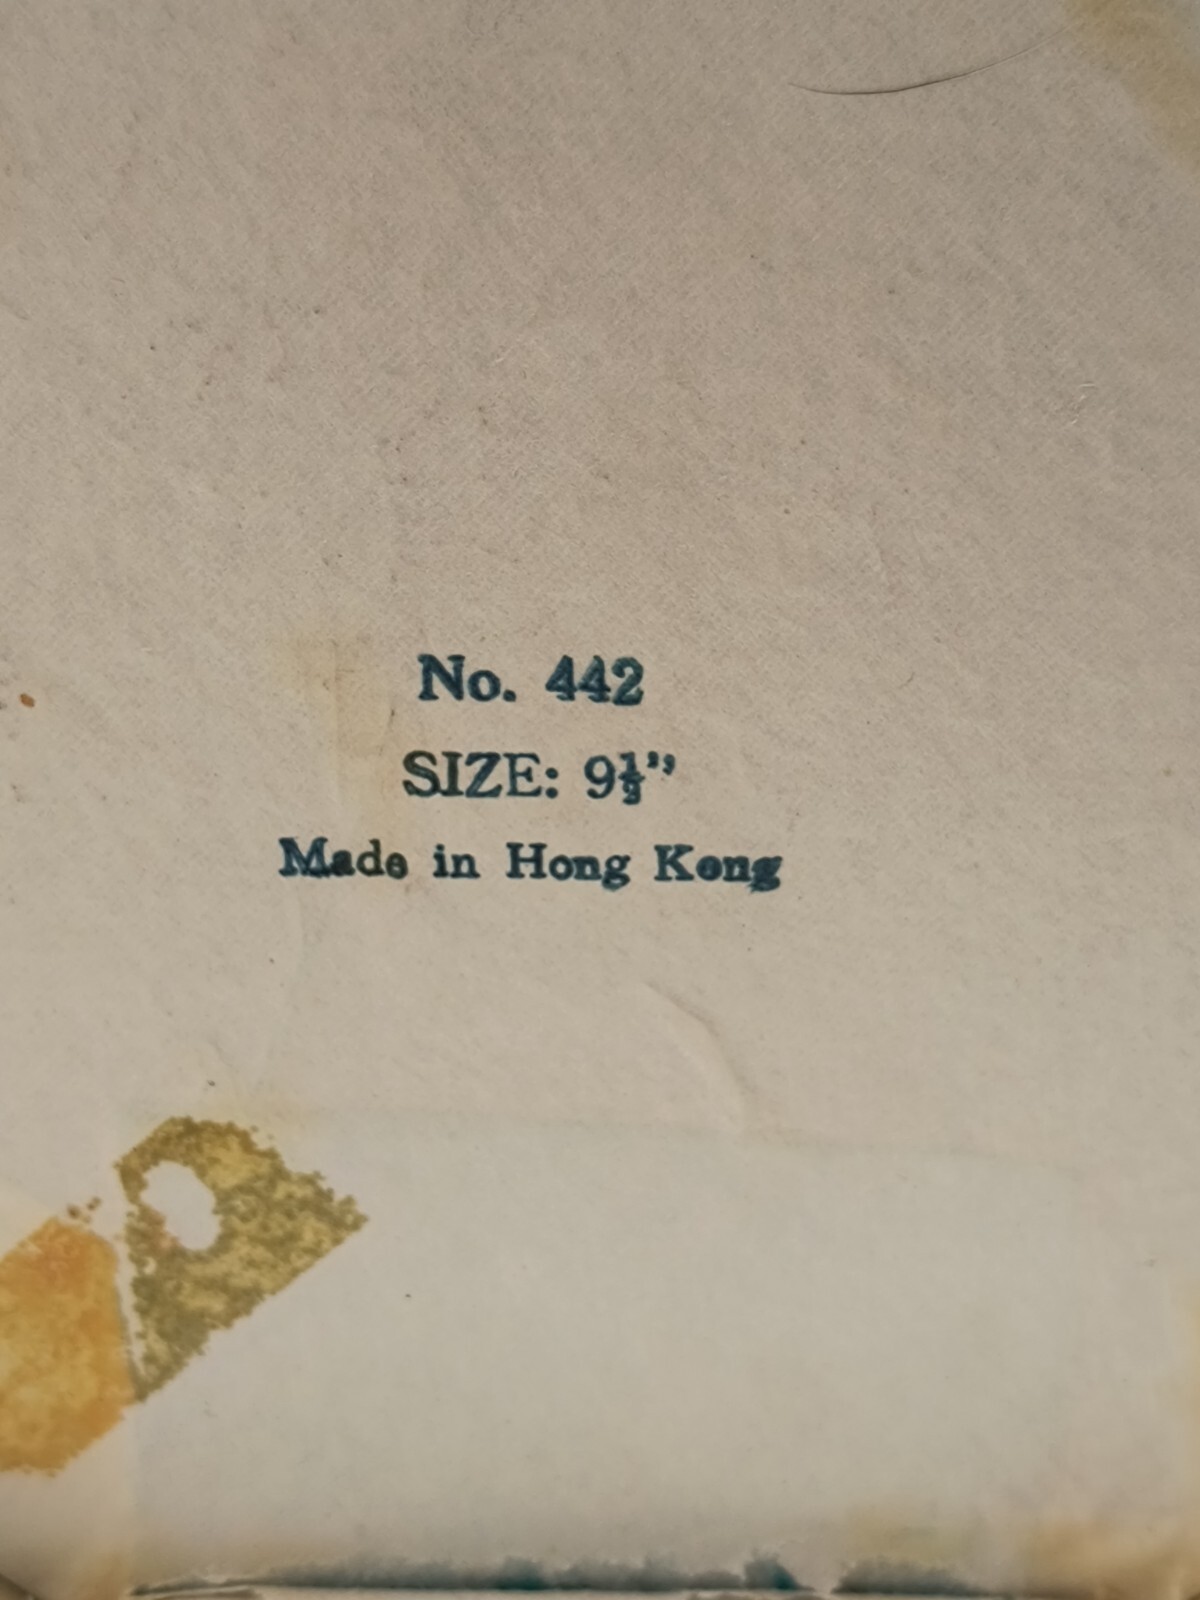 No. 442
SIZE: 9½”
Made in Hong Kong